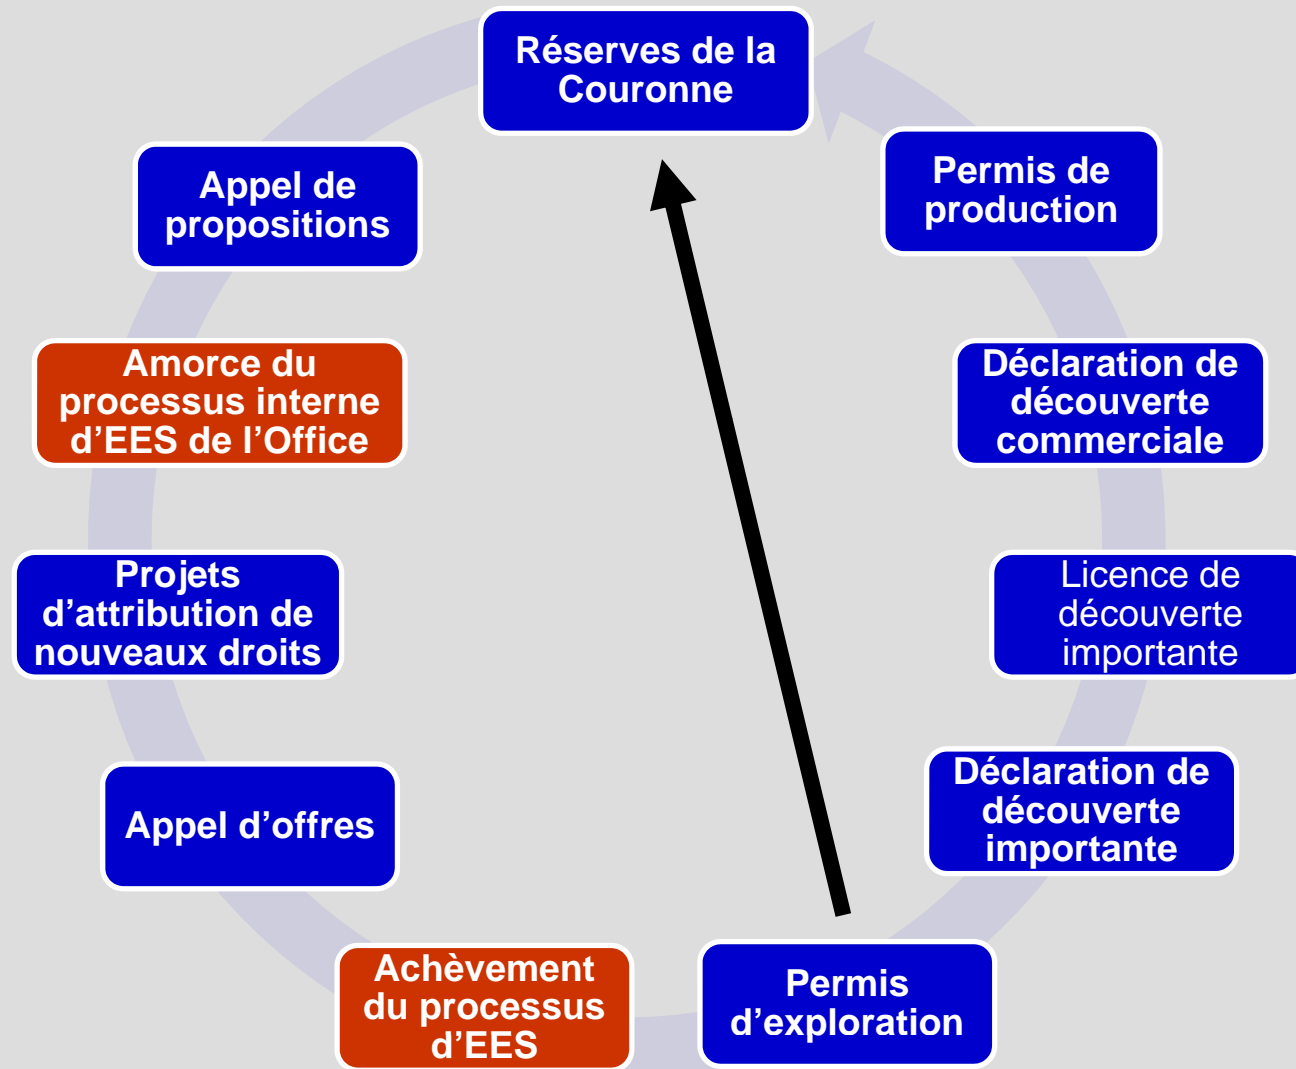 Réserves de la
Couronne
Appel de
propositions
Amorce du
processus interne
d’EES de l’Office
Projets
d’attribution de
nouveaux droits
Appel d’offres
Achèvement
du processus
d’EES
Permis
d’exploration
Déclaration de
découverte
importante
Licence de
découverte
importante
Déclaration de
découverte
commerciale
Permis de
production